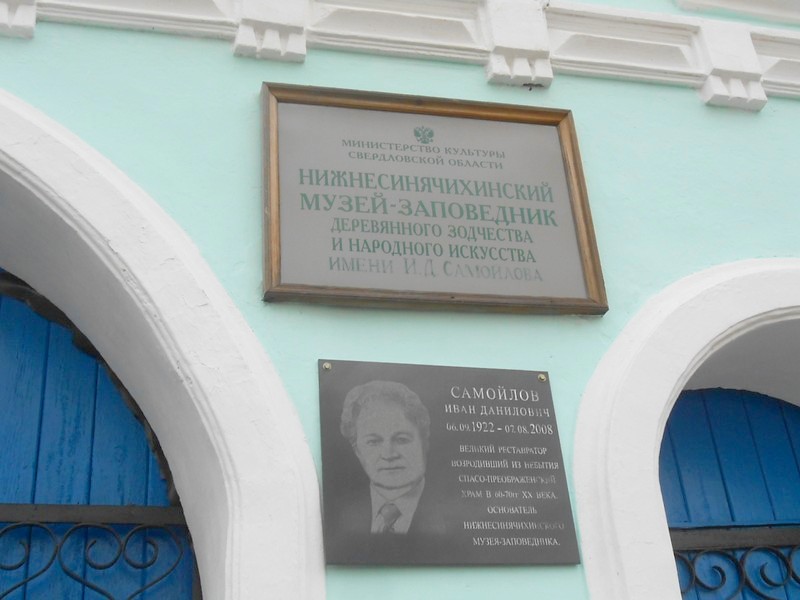 МИНИСТЕРСТВО КУЛЬТУРЫ
СВЕРДЛОВСКОЙ ОБЛАСТИ
НИЖНЕСИНЯЧИХИНСКИЙ
МУЗЕЙ-ЗАПОВЕДНИК
ДЕРЕВЯННОГО ЗОДЧЕСТВА
И НАРОДНОГО ИСКУССТВА
ИМЕНИ И.Д. САМОЙЛОВА
САМОЙЛОВ
ИВАН ДАНИЛОВИЧ
06.09.1922 - 07.08.2008
ВЕЛИКИЙ РЕСТАВРАТОР
ВОЗРОДИВШИЙ ИЗ НЕБЫТИЯ
СПАСО-ПРЕОБРАЖЕНСКИЙ
ХРАМ В 60-70гг. XX ВЕКА.
ОСНОВАТЕЛЬ
НИЖНЕСИНЯЧИХИНСКОГО
МУЗЕЯ-ЗАПОВЕДНИКА.